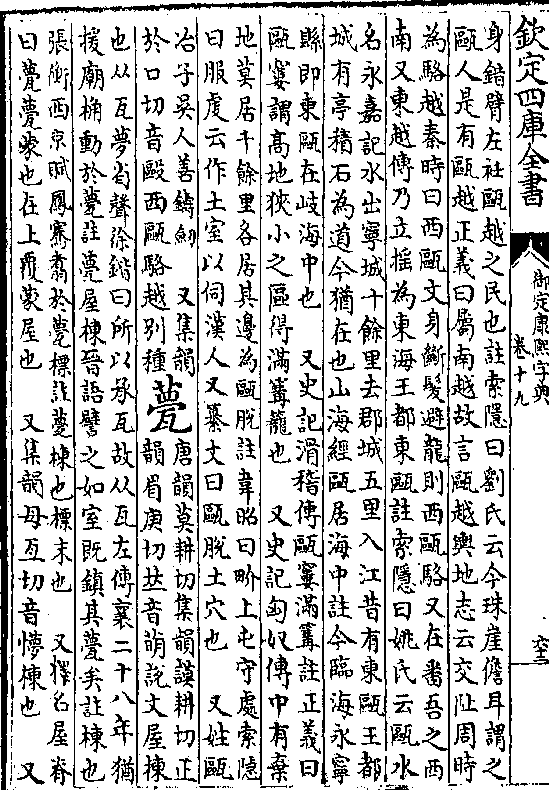 欽定四庫全書
御定康熙字典
卷十九
身錯臂左衽甌越之民也註索隱曰劉氏云今珠崖儋耳謂之
甌人是有甌越正義曰屬南越故言甌越輿地志云交阯周時
為駱越秦時曰西甌文身斷髮避龍則西甌駱又在番吾之西
南又東越傳乃立搖為東海王都東甌註索隱曰姚氏云甌水
名永嘉記水出寧城十餘里去郡城五里入江昔有東甌王都
城有亭積石為道今猶在也山海經甌居海中註今臨海永寧
縣即東甌在岐海中也 又史記滑稽傳甌窶滿篝註正義曰
甌窶謂高地狹小之區得滿篝籠也 又史記匈奴傳中有棄
地莫居千餘里各居其邊為甌脫註韋昭曰界上屯守處索隱
曰服虔云作土室以伺漢人又纂文曰甌脫土穴也 又姓甌
冶子吳人善鑄劒 又集韻
於口切音毆西甌駱越別種 甍 唐韻莫耕切集韻謨耕切正
韻眉庚切𠀤音萌說文屋棟
也从瓦夢省聲徐鍇曰所以承瓦故从瓦左傳襄二十八年猶
援廟桷動於甍註甍屋棟晉語譬之如室既鎮其甍矣註棟也
張衡西京賦鳳騫翥於甍標註甍棟也標末也 又釋名屋脊
曰甍甍蒙也在上覆蒙屋也 又集韻母亙切音懜棟也 又